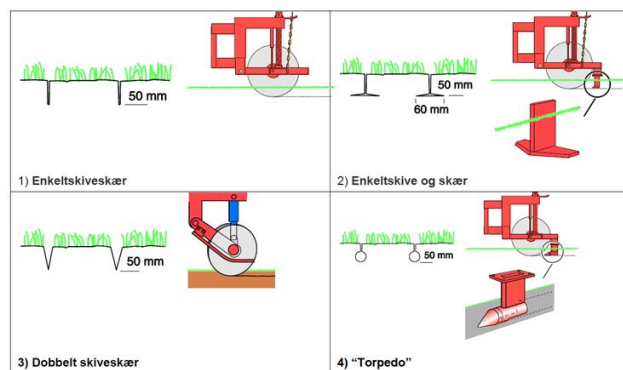 50 mm
1) Enkeltskiveskær
50 mm
60 mm
2) Enkeltskive og skær
50 mm
3) Dobbelt skiveskær
50 mm
4) “Torpedo”